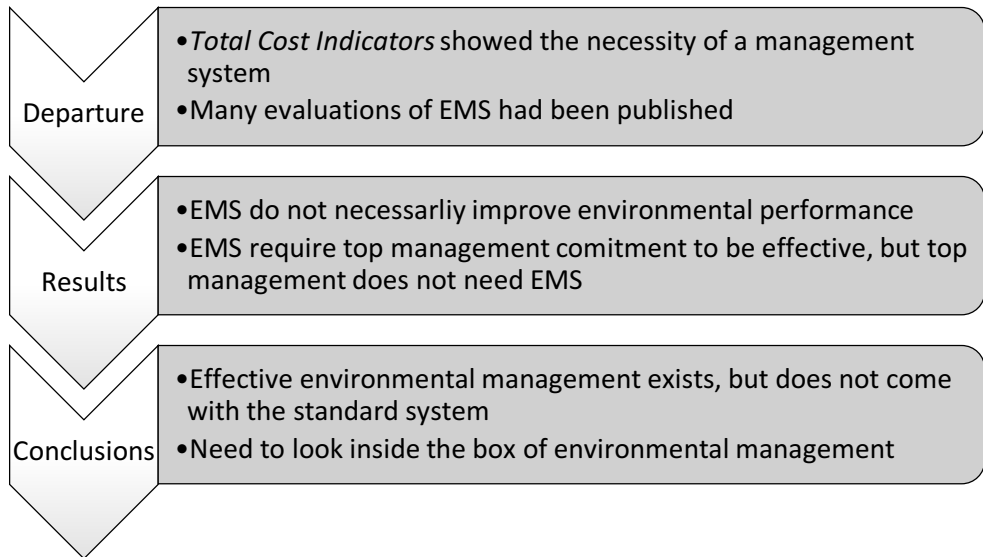 Departure
•Total Cost Indicators showed the necessity of a management
system
•Many evaluations of EMS had been published
Results
•EMS do not necessarliy improve environmental performance
•EMS require top management comitment to be effective, but top
management does not need EMS
Conclusions
•Effective environmental management exists, but does not come
with the standard system
•Need to look inside the box of environmental management